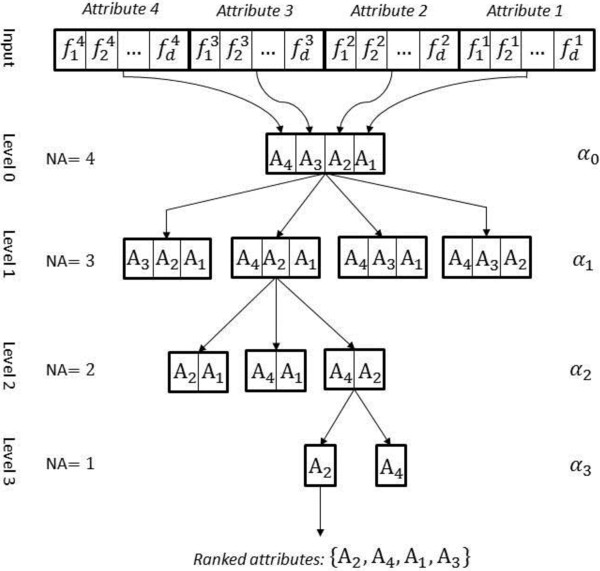 Attribute 4 Attribute 3 Attribute 2 Attribute 1
Input f₁⁴ f₂⁴ ... f_d⁴ f₁³ f₂³ ... f_d³ f₁² f₂² ... f_d² f₁¹ f₂¹ ... f_d¹
Level 0 NA= 4 A₄ A₃ A₂ A₁ α₀
Level 1 NA= 3 A₃ A₂ A₁ A₄ A₂ A₁ A₄ A₃ A₁ A₄ A₃ A₂ α₁
Level 2 NA= 2 A₂ A₁ A₄ A₁ A₄ A₂ α₂
Level 3 NA= 1 A₂ A₄ α₃
Ranked attributes: {A₂, A₄, A₁, A₃}